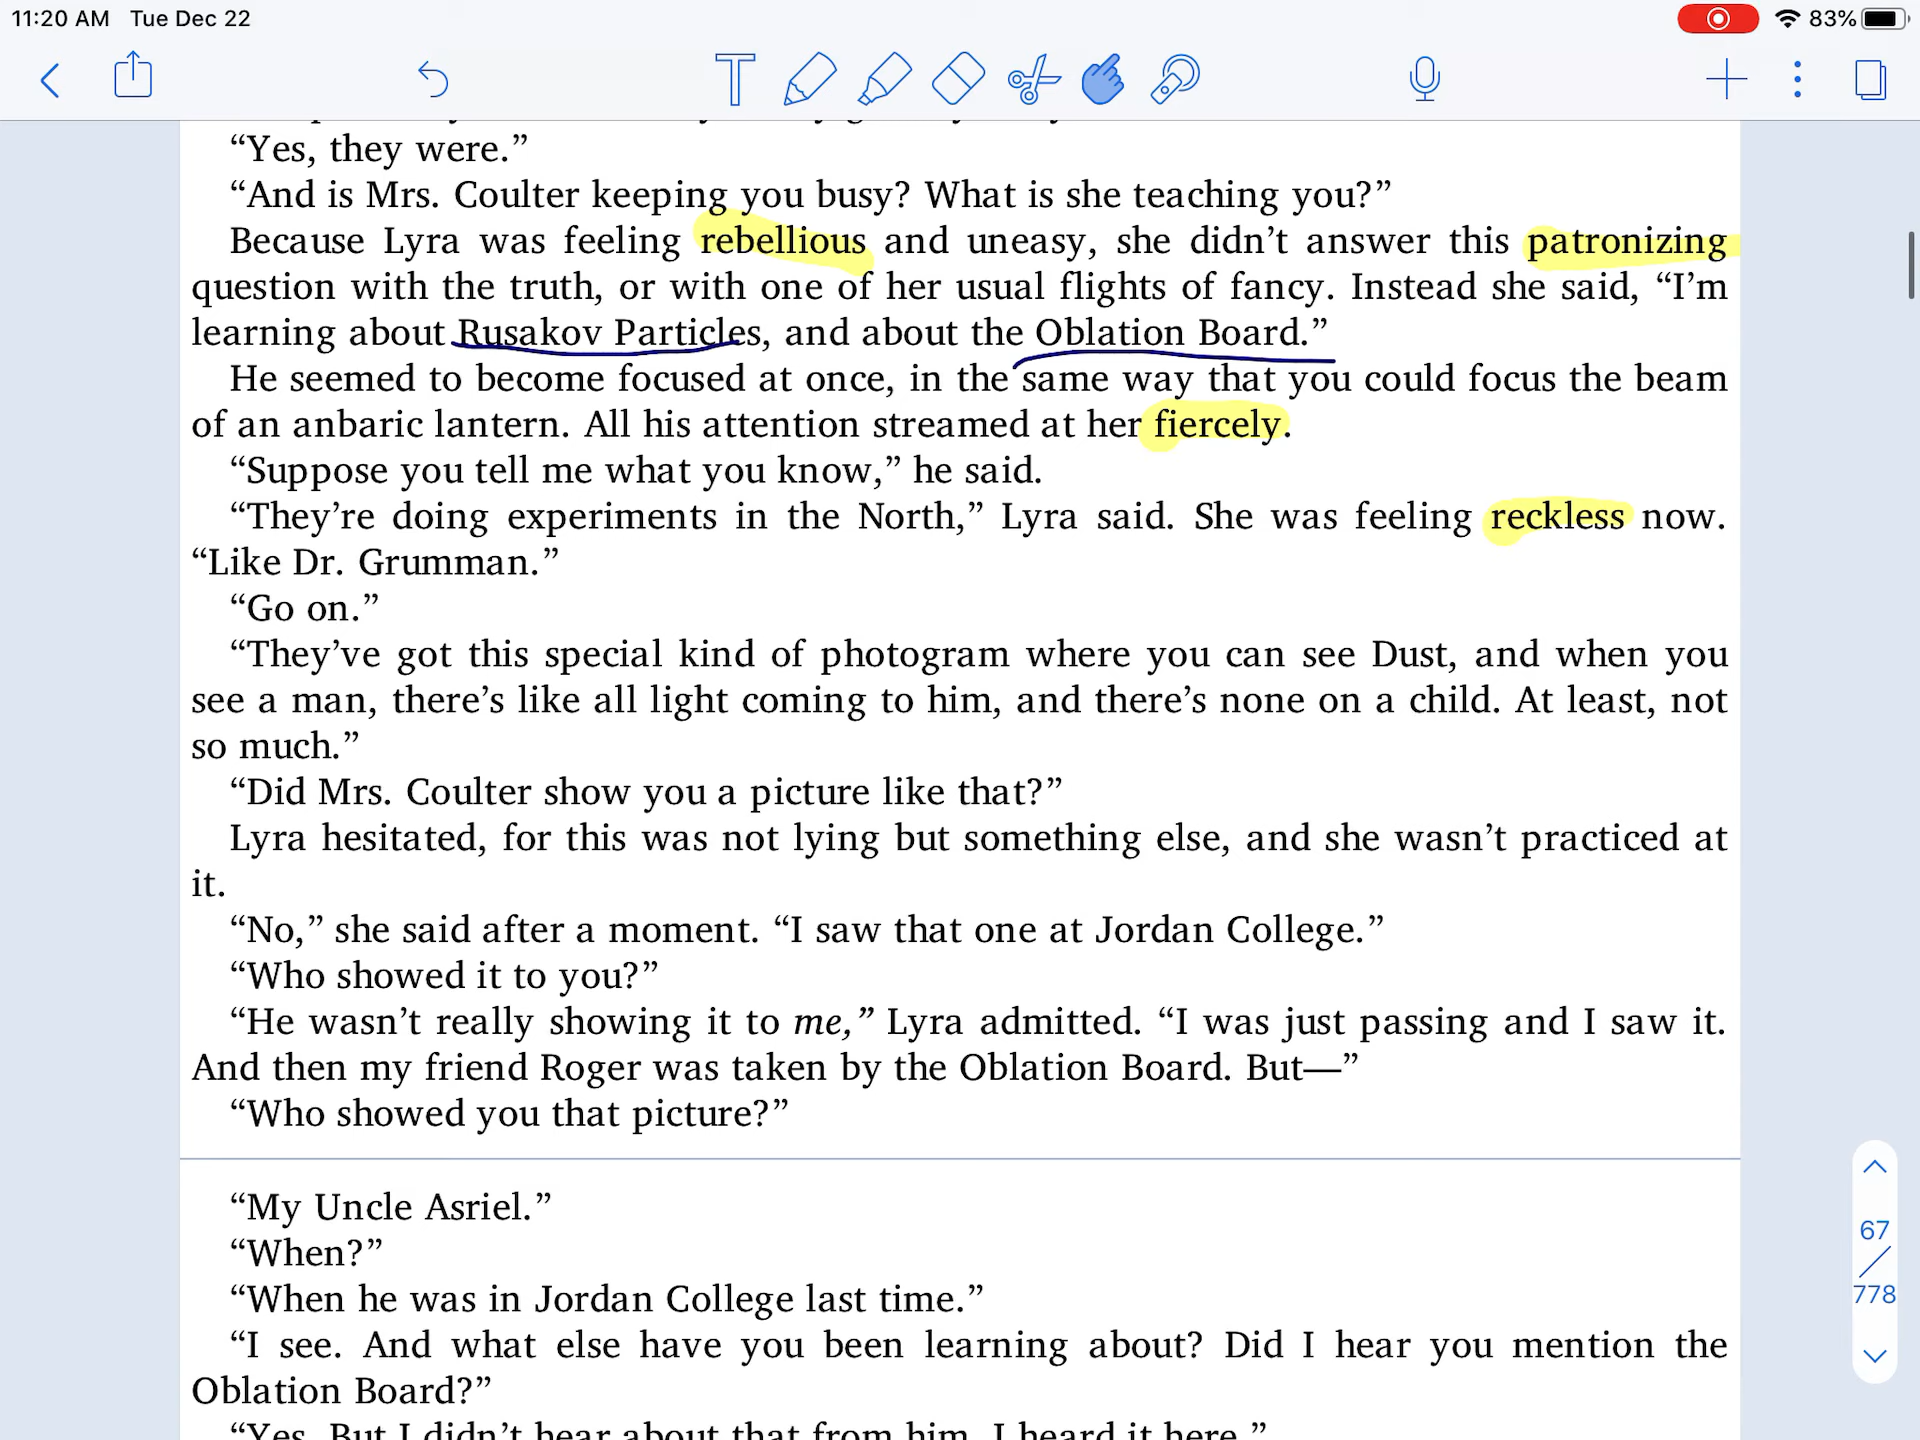 11:20 AM Tue Dec 22 83%
“Yes, they were.”
“And is Mrs. Coulter keeping you busy? What is she teaching you?”
Because Lyra was feeling rebellious and uneasy, she didn’t answer this patronizing
question with the truth, or with one of her usual flights of fancy. Instead she said, “I’m
learning about Rusakov Particles, and about the Oblation Board.”
He seemed to become focused at once, in the same way that you could focus the beam
of an anbaric lantern. All his attention streamed at her fiercely.
“Suppose you tell me what you know,” he said.
“They’re doing experiments in the North,” Lyra said. She was feeling reckless now.
“Like Dr. Grumman.”
“Go on.”
“They’ve got this special kind of photogram where you can see Dust, and when you
see a man, there’s like all light coming to him, and there’s none on a child. At least, not
so much.”
“Did Mrs. Coulter show you a picture like that?”
Lyra hesitated, for this was not lying but something else, and she wasn’t practiced at
it.
“No,” she said after a moment. “I saw that one at Jordan College.”
“Who showed it to you?”
“He wasn’t really showing it to me,” Lyra admitted. “I was just passing and I saw it.
And then my friend Roger was taken by the Oblation Board. But—”
“Who showed you that picture?”
“My Uncle Asriel.”
“When?”
“When he was in Jordan College last time.”
“I see. And what else have you been learning about? Did I hear you mention the
Oblation Board?”
“Yes. But I didn’t hear about that from him, I heard it here.”
67
/
778